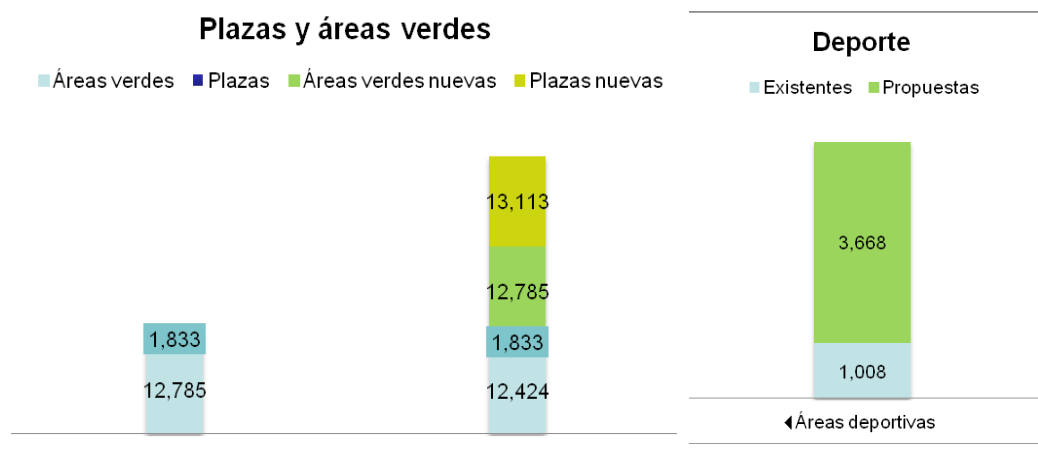 Plazas y áreas verdes
Áreas verdes Plazas Áreas verdes nuevas Plazas nuevas
13,113
12,785
1,833 1,833
12,785 12,424
Deporte
Existentes Propuestas
3,668
1,008
Áreas deportivas